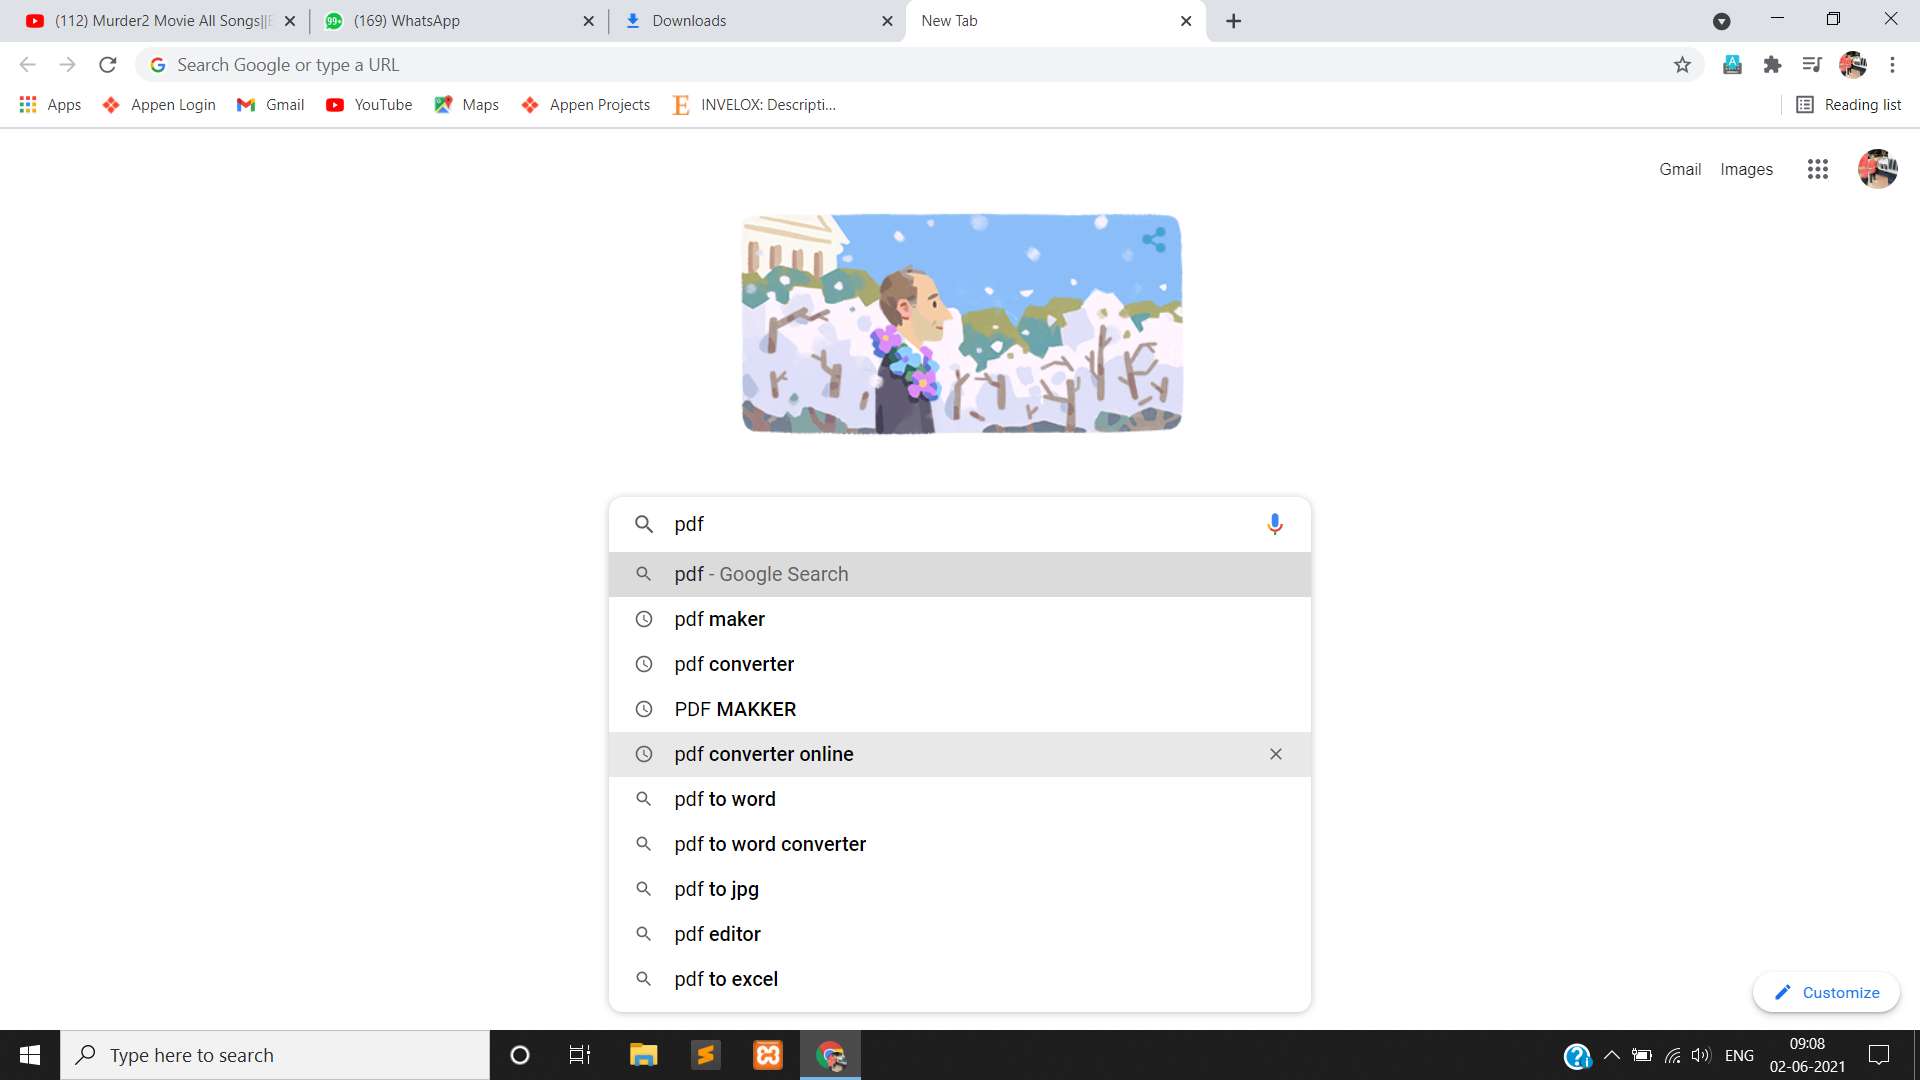 (112) Murder2 Movie All Songs||
(169) WhatsApp
Downloads
New Tab
Search Google or type a URL
Apps
Appen Login
Gmail
YouTube
Maps
Appen Projects
INVELOX: Descripti...
Reading list
Gmail
Images
pdf
pdf - Google Search
pdf maker
pdf converter
PDF MAKKER
pdf converter online
pdf to word
pdf to word converter
pdf to jpg
pdf editor
pdf to excel
Customize
Type here to search
ENG
09:08
02-06-2021